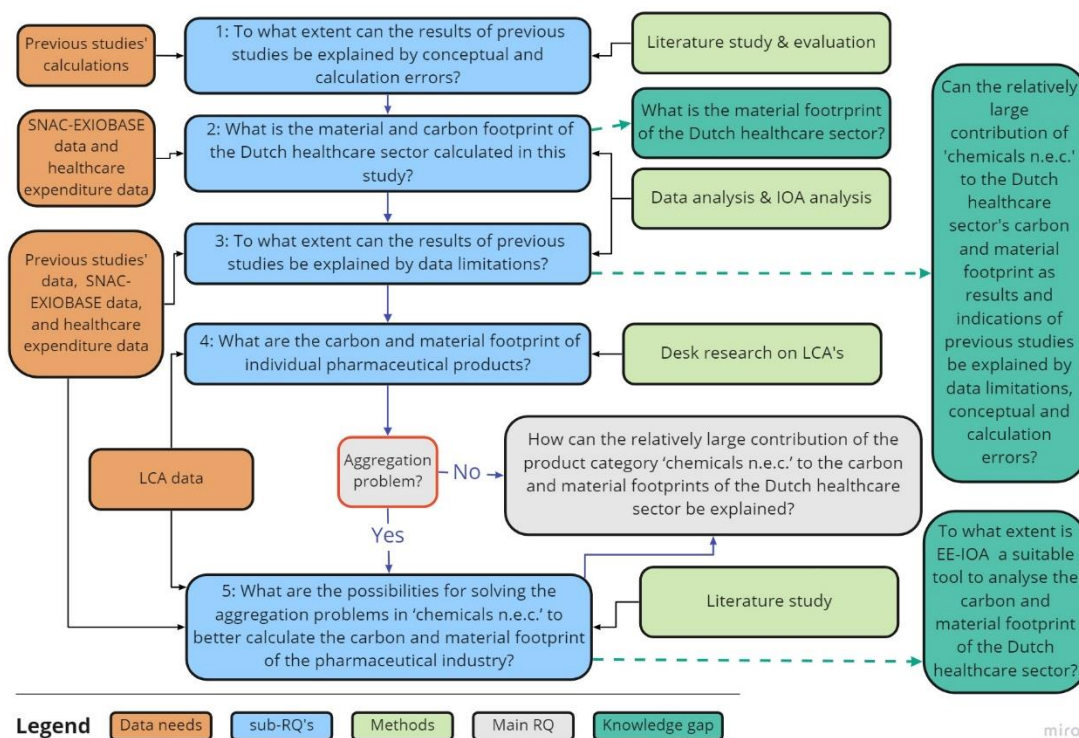 1: To what extent can the results of previous
studies be explained by conceptual and
calculation errors?
Previous studies'
calculations
Literature study & evaluation
SNAC-EXIOBASE
data and
healthcare
expenditure data
2: What is the material and carbon footprint of
the Dutch healthcare sector calculated in this
study?
What is the material footrprint
of the Dutch healthcare sector?
Can the relatively
large
contribution of
'chemicals n.e.c.'
to the Dutch
healthcare
sector's carbon
and material
footprint as
results and
indications of
previous studies
be explained by
data limitations,
conceptual and
calculation
errors?
Data analysis & IOA analysis
Previous studies'
data, SNAC-
EXIOBASE data,
and healthcare
expenditure data
3: To what extent can the results of previous
studies be explained by data limitations?
4: What are the carbon and material footprint of
individual pharmaceutical products?
Desk research on LCA's
LCA data
Aggregation
problem?
No
Yes
How can the relatively large contribution of the
product category ‘chemicals n.e.c.’ to the carbon
and material footprints of the Dutch healthcare
sector be explained?
5: What are the possibilities for solving the
aggregation problems in ‘chemicals n.e.c.’ to
better calculate the carbon and material footprint
of the pharmaceutical industry?
Literature study
To what extent is
EE-IOA a suitable
tool to analyse the
carbon and
material footprint
of the Dutch
healthcare sector?
Legend
Data needs
sub-RQ's
Methods
Main RQ
Knowledge gap
miro